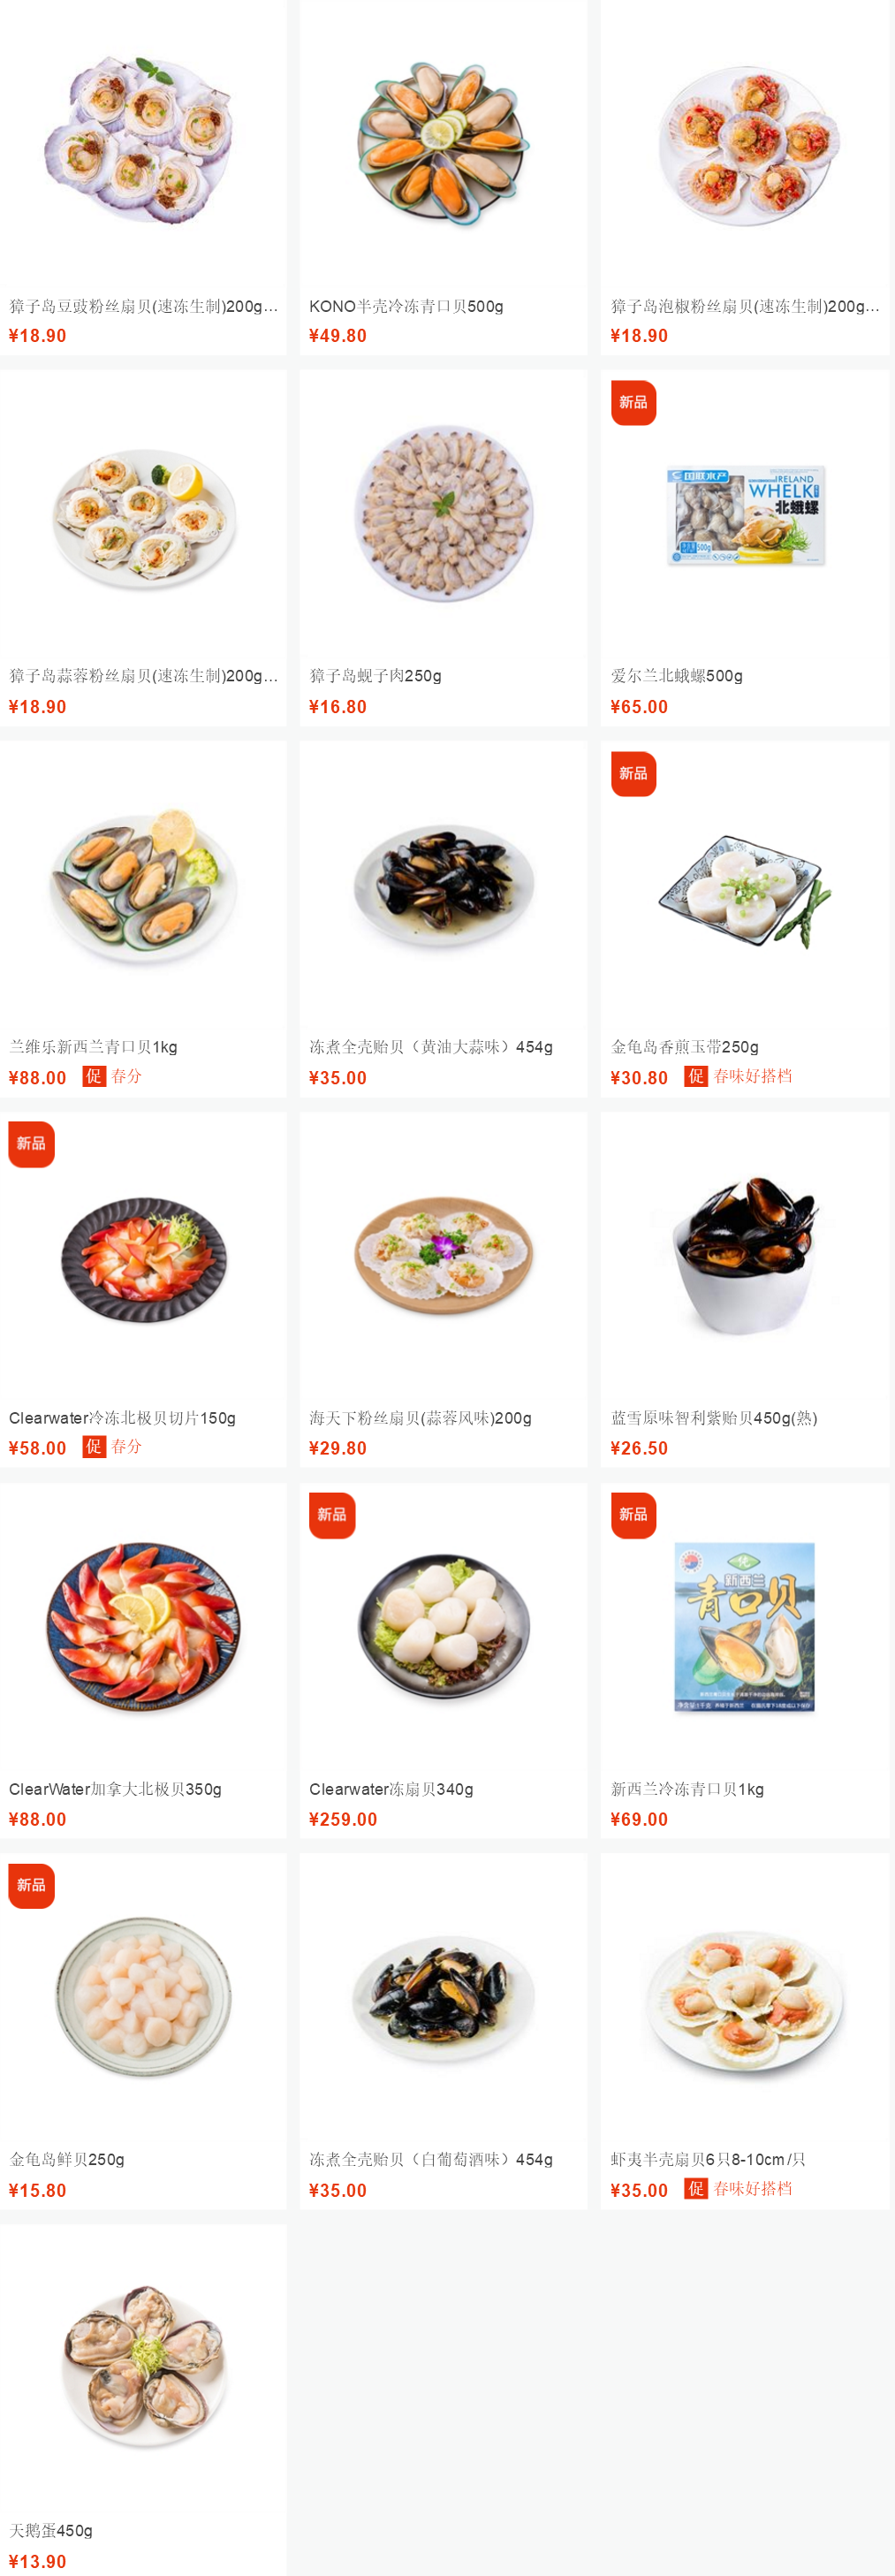 獐子岛豆豉粉丝扇贝(速冻生制)200g...
¥18.90
KONO半壳冷冻青口贝500g
¥49.80
獐子岛泡椒粉丝扇贝(速冻生制)200g...
¥18.90
獐子岛蒜蓉粉丝扇贝(速冻生制)200g...
¥18.90
獐子岛蚬子肉250g
¥16.80
新品
国联水产
IRELAND
WHELK
北蛾螺
500g
爱尔兰北蛾螺500g
¥65.00
兰维乐新西兰青口贝1kg
¥88.00 促 春分
冻煮全壳贻贝（黄油大蒜味）454g
¥35.00
新品
金龟岛香煎玉带250g
¥30.80 促 春味好搭档
新品
Clearwater冷冻北极贝切片150g
¥58.00 促 春分
海天下粉丝扇贝(蒜蓉风味)200g
¥29.80
蓝雪原味智利紫贻贝450g(熟)
¥26.50
ClearWater加拿大北极贝350g
¥88.00
新品
Clearwater冻扇贝340g
¥259.00
新品
新西兰
青口贝
新西兰冷冻青口贝1kg
¥69.00
新品
金龟岛鲜贝250g
¥15.80
冻煮全壳贻贝（白葡萄酒味）454g
¥35.00
虾夷半壳扇贝6只8-10cm/只
¥35.00 促 春味好搭档
天鹅蛋450g
¥13.90